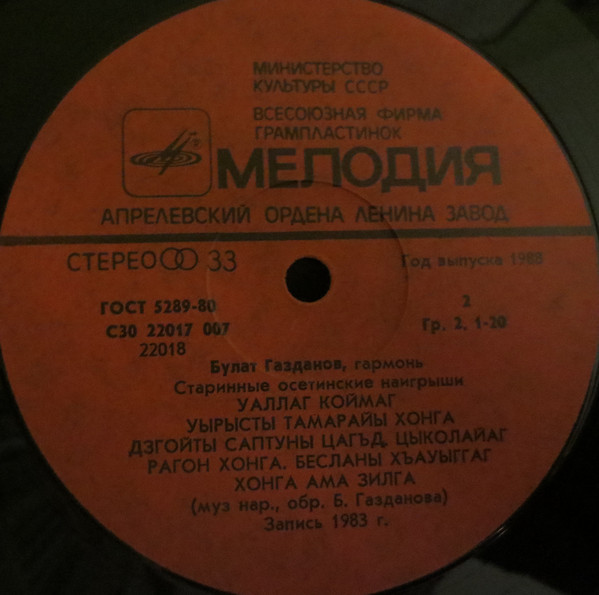 МИНИСТЕРСТВО
КУЛЬТУРЫ СССР
ВСЕСОЮЗНАЯ ФИРМА
ГРАМПЛАСТИНОК
МЕЛОДИЯ
АПРЕЛЕВСКИЙ ОРДЕНА ЛЕНИНА ЗАВОД
СТЕРЕО 33
Год выпуска 1988
ГОСТ 5289-80
2
С30 22017 007
Гр. 2, 1-20
22018
Булат Газданов, гармонь
Старинные осетинские наигрыши
УАЛЛАГ КОЙМАГ
УЫРЫСТЫ ТАМАРАЙЫ ХОНГА
ДЗГОЙТЫ САПТУНЫ ЦАГЪД, ЦЫКОЛАЙАГ
РАГОН ХОНГА. БЕСЛАНЫ ХЪАУЫГГАГ
ХОНГА АМА ЗИЛГА
(муз нар., обр. Б. Газданова)
Запись 1983 г.